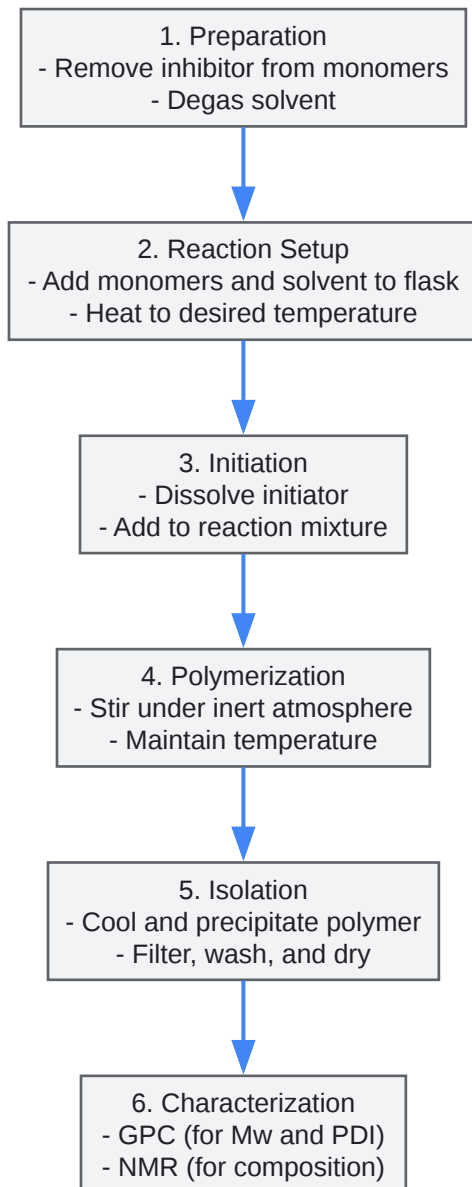 1. Preparation
- Remove inhibitor from monomers
- Degas solvent
2. Reaction Setup
- Add monomers and solvent to flask
- Heat to desired temperature
3. Initiation
- Dissolve initiator
- Add to reaction mixture
4. Polymerization
- Stir under inert atmosphere
- Maintain temperature
5. Isolation
- Cool and precipitate polymer
- Filter, wash, and dry
6. Characterization
- GPC (for Mw and PDI)
- NMR (for composition)